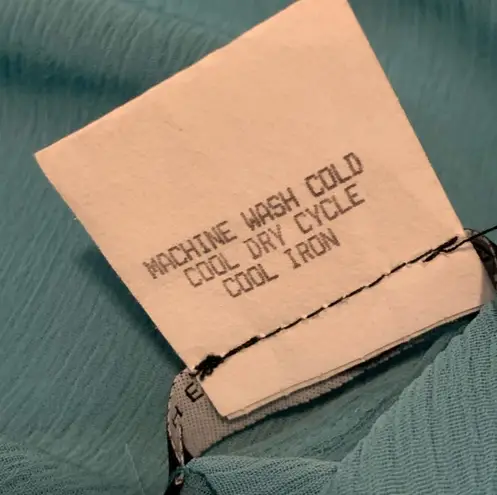 MACHINE WASH COLD
COOL DRY CYCLE
COOL IRON